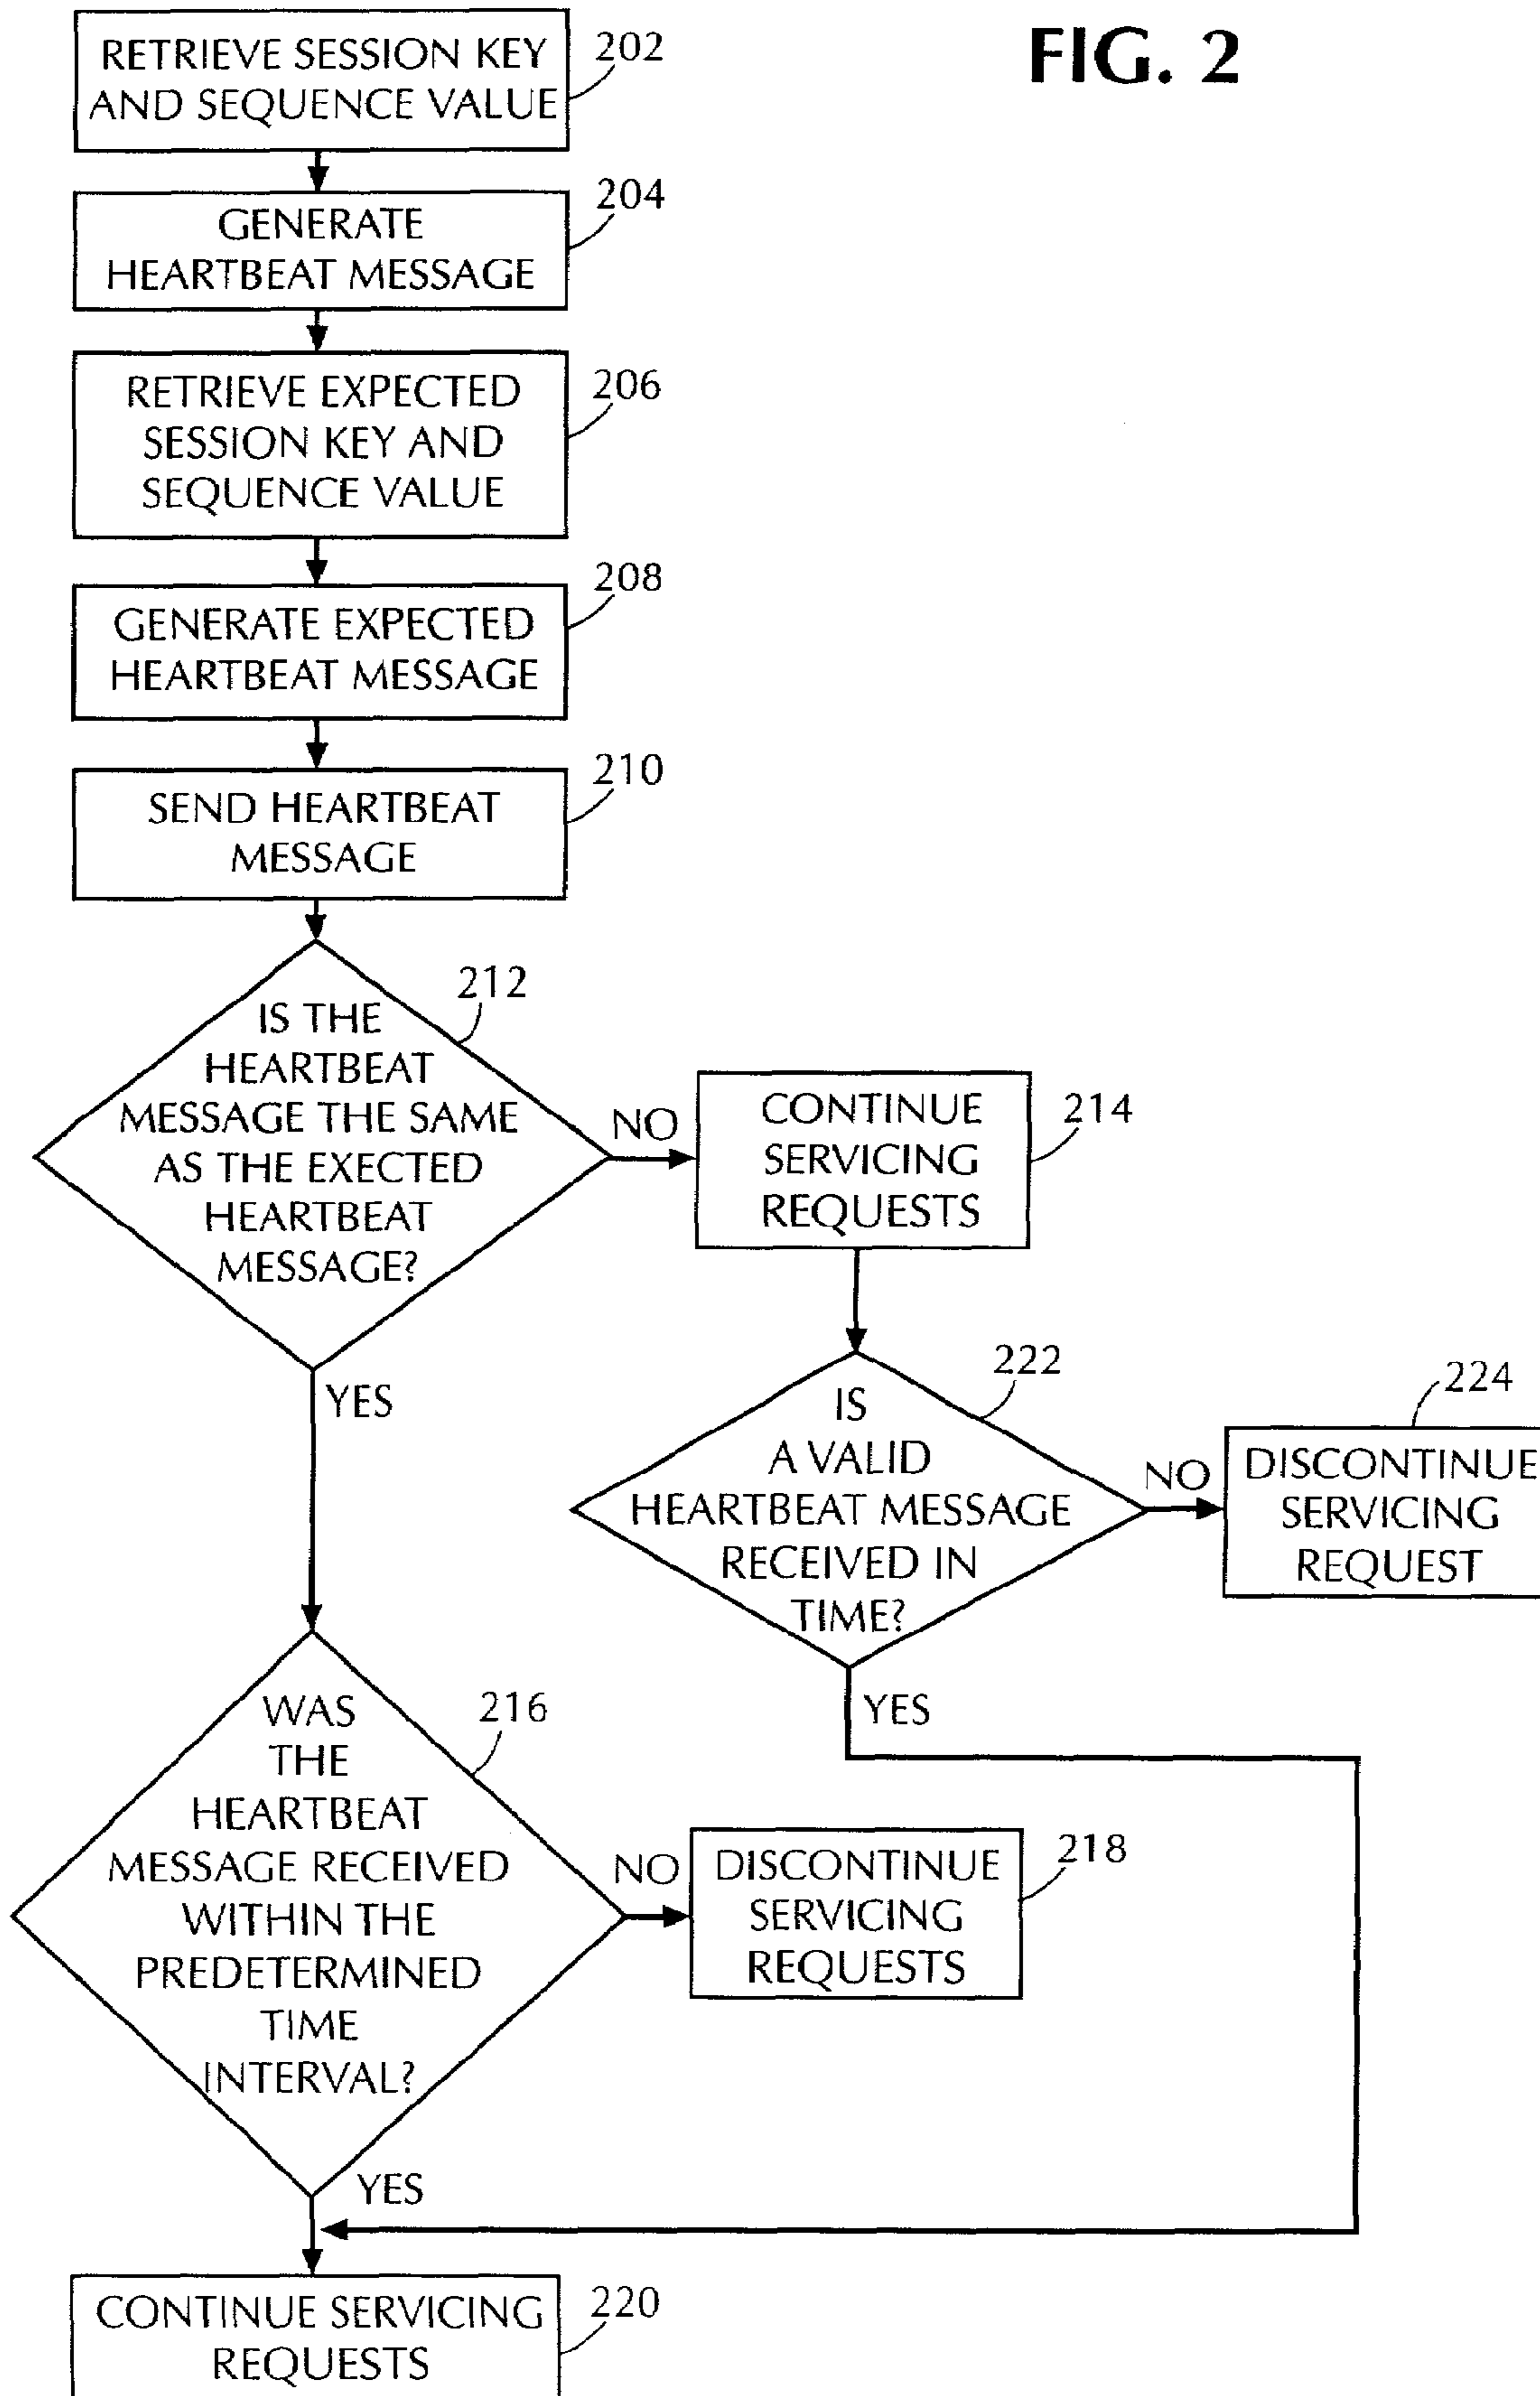 FIG. 2
RETRIEVE SESSION KEY
AND SEQUENCE VALUE
202
GENERATE
HEARTBEAT MESSAGE
204
RETRIEVE EXPECTED
SESSION KEY AND
SEQUENCE VALUE
206
GENERATE EXPECTED
HEARTBEAT MESSAGE
208
SEND HEARTBEAT
MESSAGE
210
IS THE
HEARTBEAT
MESSAGE THE SAME
AS THE EXECTED
HEARTBEAT
MESSAGE?
212
NO
CONTINUE
SERVICING
REQUESTS
214
YES
IS
A VALID
HEARTBEAT MESSAGE
RECEIVED IN
TIME?
222
NO
DISCONTINUE
SERVICING
REQUEST
224
YES
WAS
THE
HEARTBEAT
MESSAGE RECEIVED
WITHIN THE
PREDETERMINED
TIME
INTERVAL?
216
NO
DISCONTINUE
SERVICING
REQUESTS
218
YES
CONTINUE SERVICING
REQUESTS
220